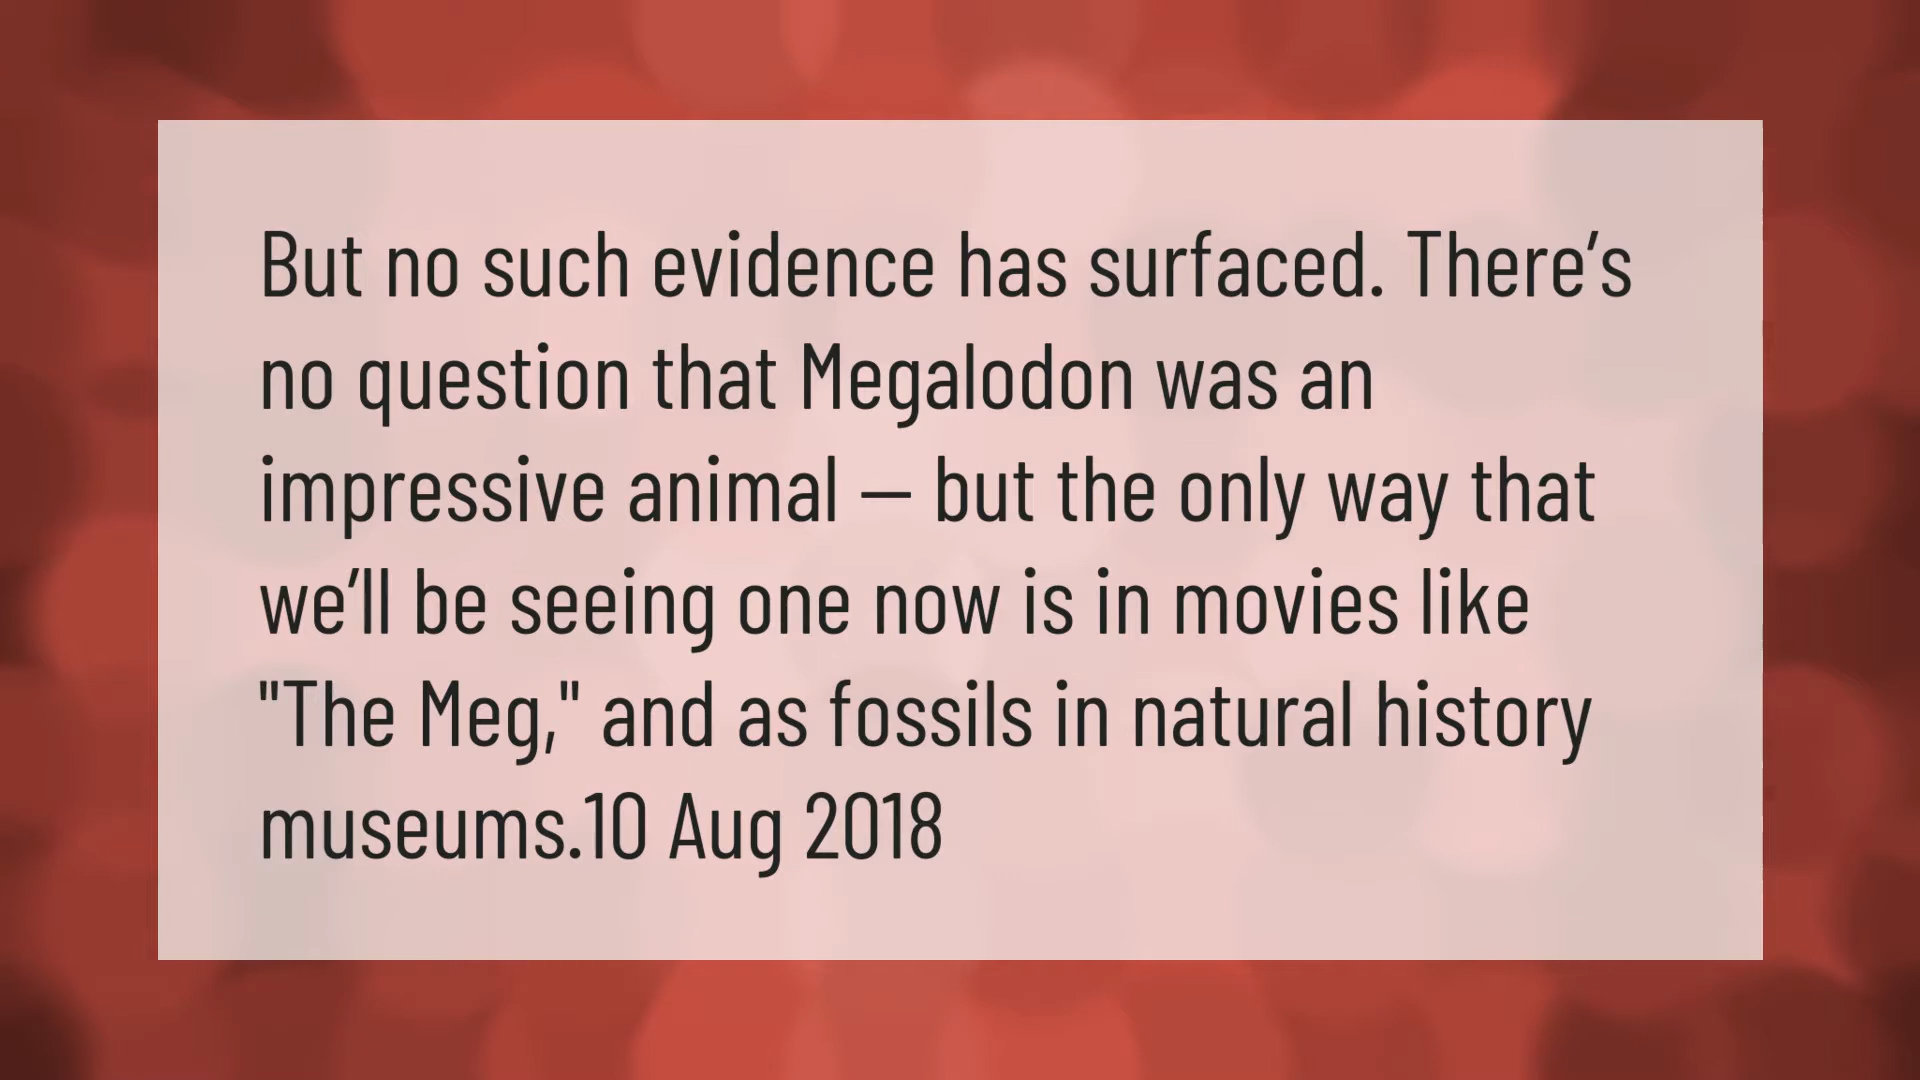 But no such evidence has surfaced. There’s
no question that Megalodon was an
impressive animal — but the only way that
we’ll be seeing one now is in movies like
"The Meg," and as fossils in natural history
museums.10 Aug 2018